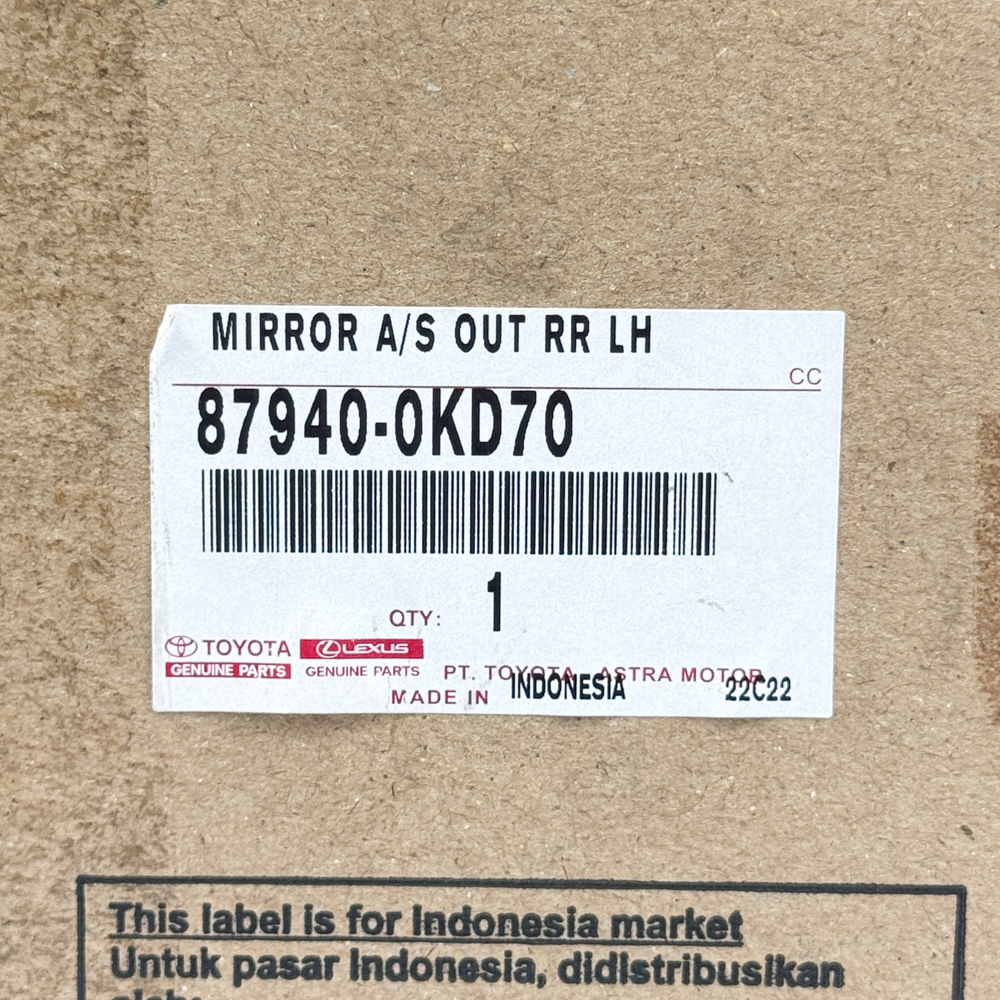 MIRROR A/S OUT RR LH
CC
87940-0KD70
QTY: 1
TOYOTA LEXUS
GENUINE PARTS GENUINE PARTS PT. TOYOTA - ASTRA MOTOR
MADE IN INDONESIA 22C22
This label is for Indonesia market
Untuk pasar Indonesia, didistribusikan